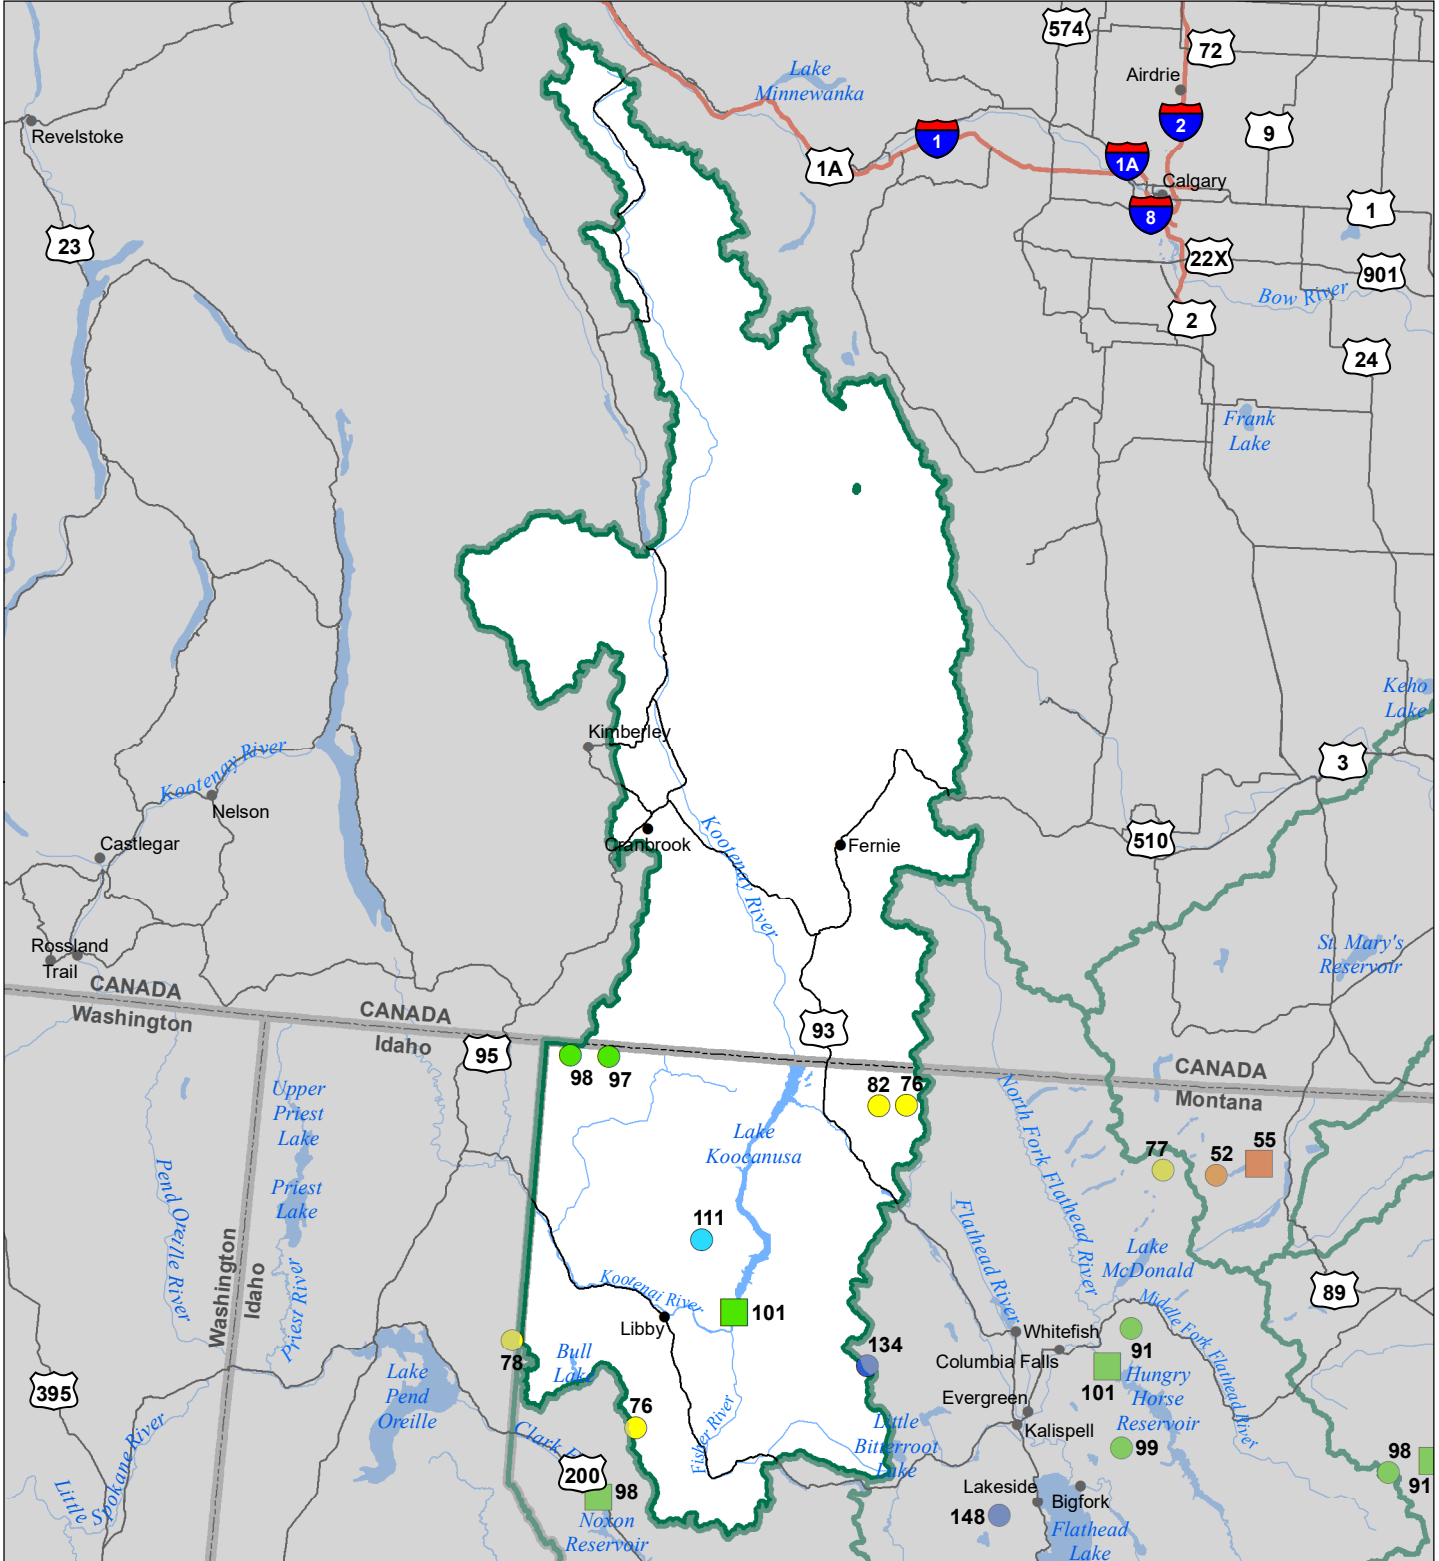 574
72
Airdrie
Lake
Minnewanka
2
9
Revelstoke
1
1A
1A
Calgary
8
1
23
22X
901
Bow River
2
24
Frank
Lake
Keho
Lake
Kimberley
Kootenay River
3
Nelson
Castlegar
Cranbrook
Kootenay River
Fernie
510
Rossland
Trail
St. Mary's
Reservoir
CANADA
Washington
CANADA
Idaho
95
93
CANADA
Montana
98
97
82
76
Upper
Priest
Lake
Priest
Lake
Pend Oreille River
Priest River
Washington
Idaho
Lake
Koocanusa
North Fork Flathead River
77
52
55
111
Flathead River
Lake
McDonald
89
Kootenai River
101
Libby
Middle Fork Flathead River
Whitefish
Columbia Falls
91
101
Hungry
Horse
Reservoir
134
78
Bull
Lake
Lake
Pend
Oreille
395
76
Evergreen
Kalispell
99
Little
Bitterroot
Lake
Fisher River
Clark
200
98
Noxon
Reservoir
Little
Spokane River
Lakeside
Bigfork
148
Flathead
Lake
98
91